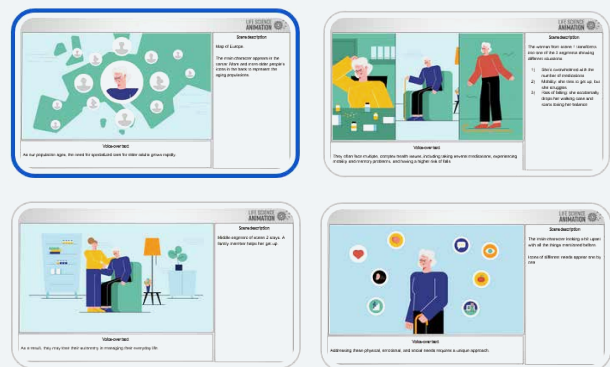 LIFE SCIENCE
ANIMATION
Scene description
Map of Europe
The main character appears in the
center. More and more older people's
icons in the back to represent the
aging populations
Voice-over text
As our population ages, the need for specialized care for older adults grows rapidly.
LIFE SCIENCE
ANIMATION
Scene description
The woman from scene 1 transforms
into one of the 3 segments showing
different situations
1) She's overwhelmed with the
number of medications
2) Mobility: she tries to get up, but
she struggles
3) Risk of falling: she accidentally
drops her walking cane and
starts losing her balance
Voice-over text
They often face multiple, complex health issues, including taking several medications, experiencing
mobility and memory problems, and having a higher risk of falls.
LIFE SCIENCE
ANIMATION
Scene description
Middle segment of scene 2 stays. A
family member helps her get up
Voice-over text
As a result, they may lose their autonomy in managing their everyday life.
LIFE SCIENCE
ANIMATION
Scene description
The main character looking a bit upset
with all the things mentioned before
Icons of different needs appear one by
one
Voice-over text
Addressing these physical, emotional, and social needs requires a unique approach.